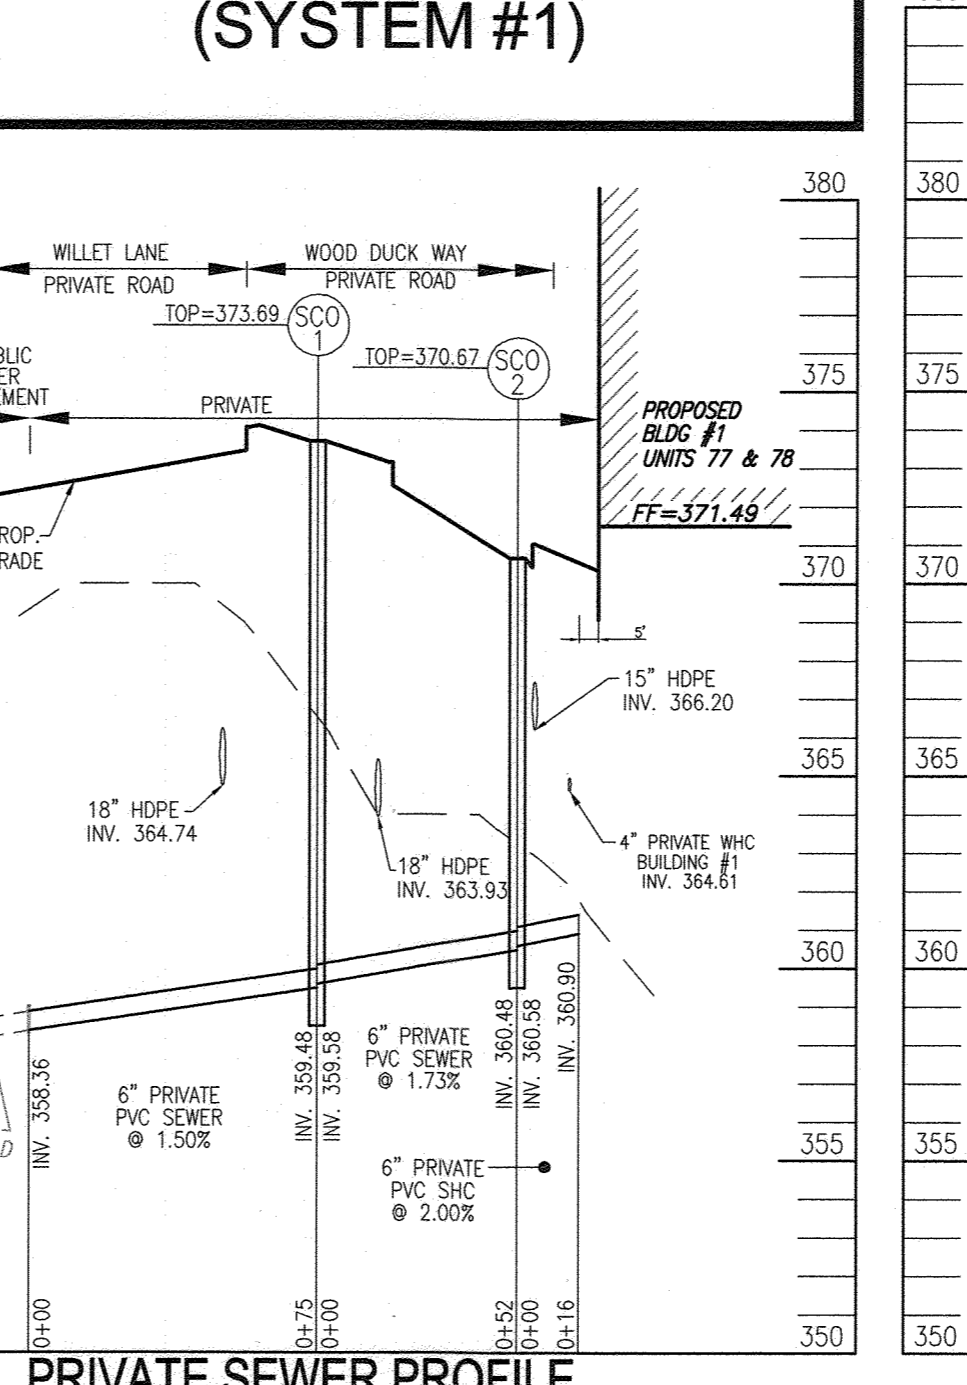 (SYSTEM #1)
380
380
WILLET LANE
PRIVATE ROAD
WOOD DUCK WAY
PRIVATE ROAD
TOP=373.69
SCO
1
TOP=370.67
SCO
2
375
375
PRIVATE
PROPOSED
BLDG #1
UNITS 77 & 78
FF=371.49
370
370
5'
15" HDPE
INV. 366.20
365
365
18" HDPE
INV. 364.74
18" HDPE
INV. 363.93
4" PRIVATE WHC
BUILDING #1
INV. 364.61
360
360
INV. 358.36
6" PRIVATE
PVC SEWER
@ 1.50%
INV. 359.48
INV. 359.58
6" PRIVATE
PVC SEWER
@ 1.73%
INV. 360.48
INV. 360.58
INV. 360.90
355
355
6" PRIVATE
PVC SHC
@ 2.00%
0+00
0+75
0+00
0+52
0+00
0+16
350
350
PRIVATE SEWER PROFILE